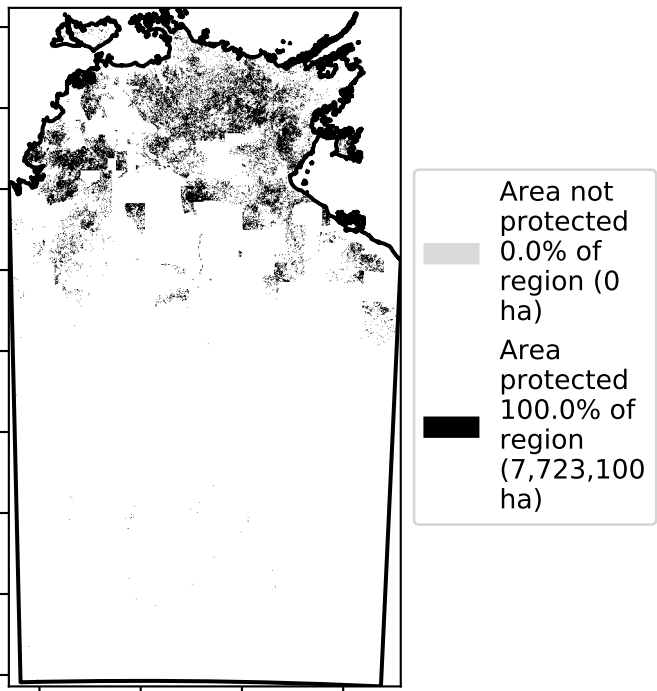 Area not
protected
0.0% of
region (0
ha)
Area
protected
100.0% of
region
(7,723,100
ha)